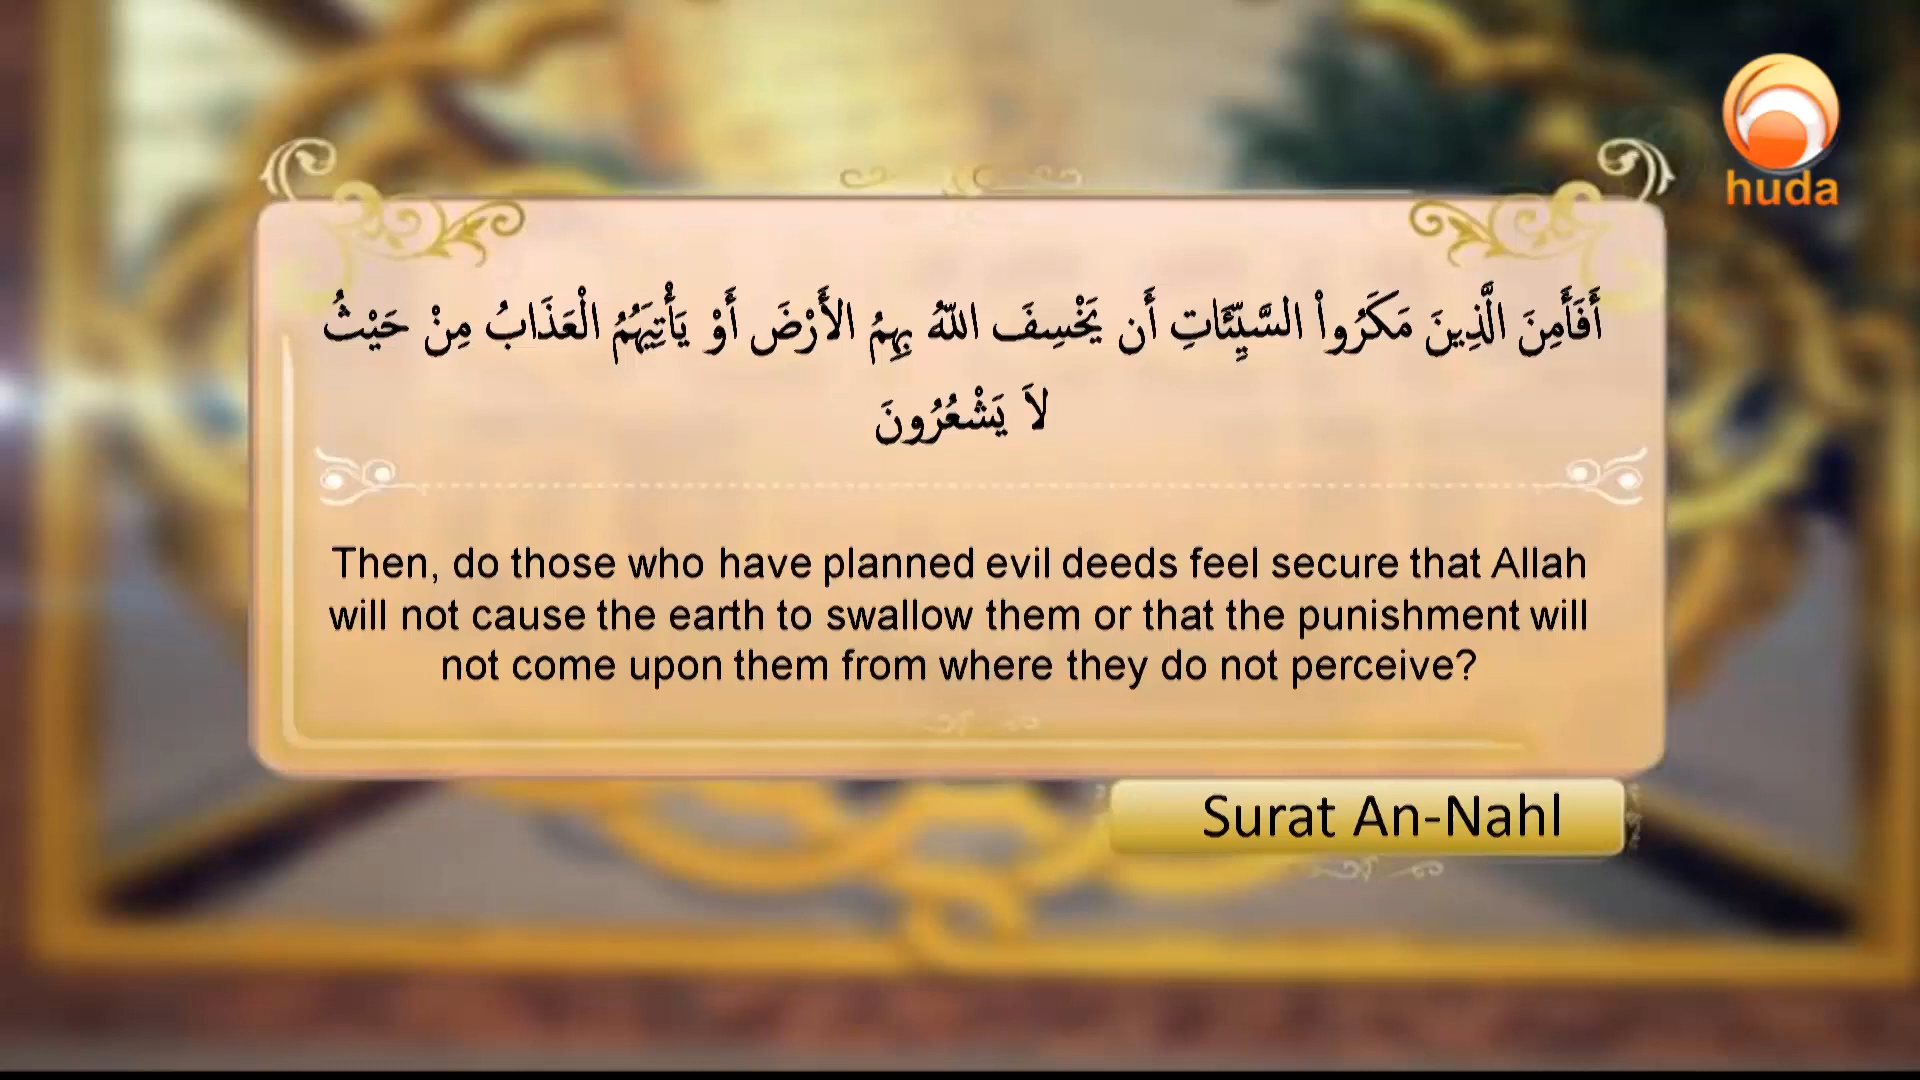 huda
أَفَأَمِنَ الَّذِينَ مَكَرُواْ السَّيِّئَاتِ أَن يَخْسِفَ اللّهُ بِهِمُ الأَرْضَ أَوْ يَأْتِيَهُمُ الْعَذَابُ مِنْ حَيْثُ
لاَ يَشْعُرُونَ
Then, do those who have planned evil deeds feel secure that Allah
will not cause the earth to swallow them or that the punishment will
not come upon them from where they do not perceive?
Surat An-Nahl